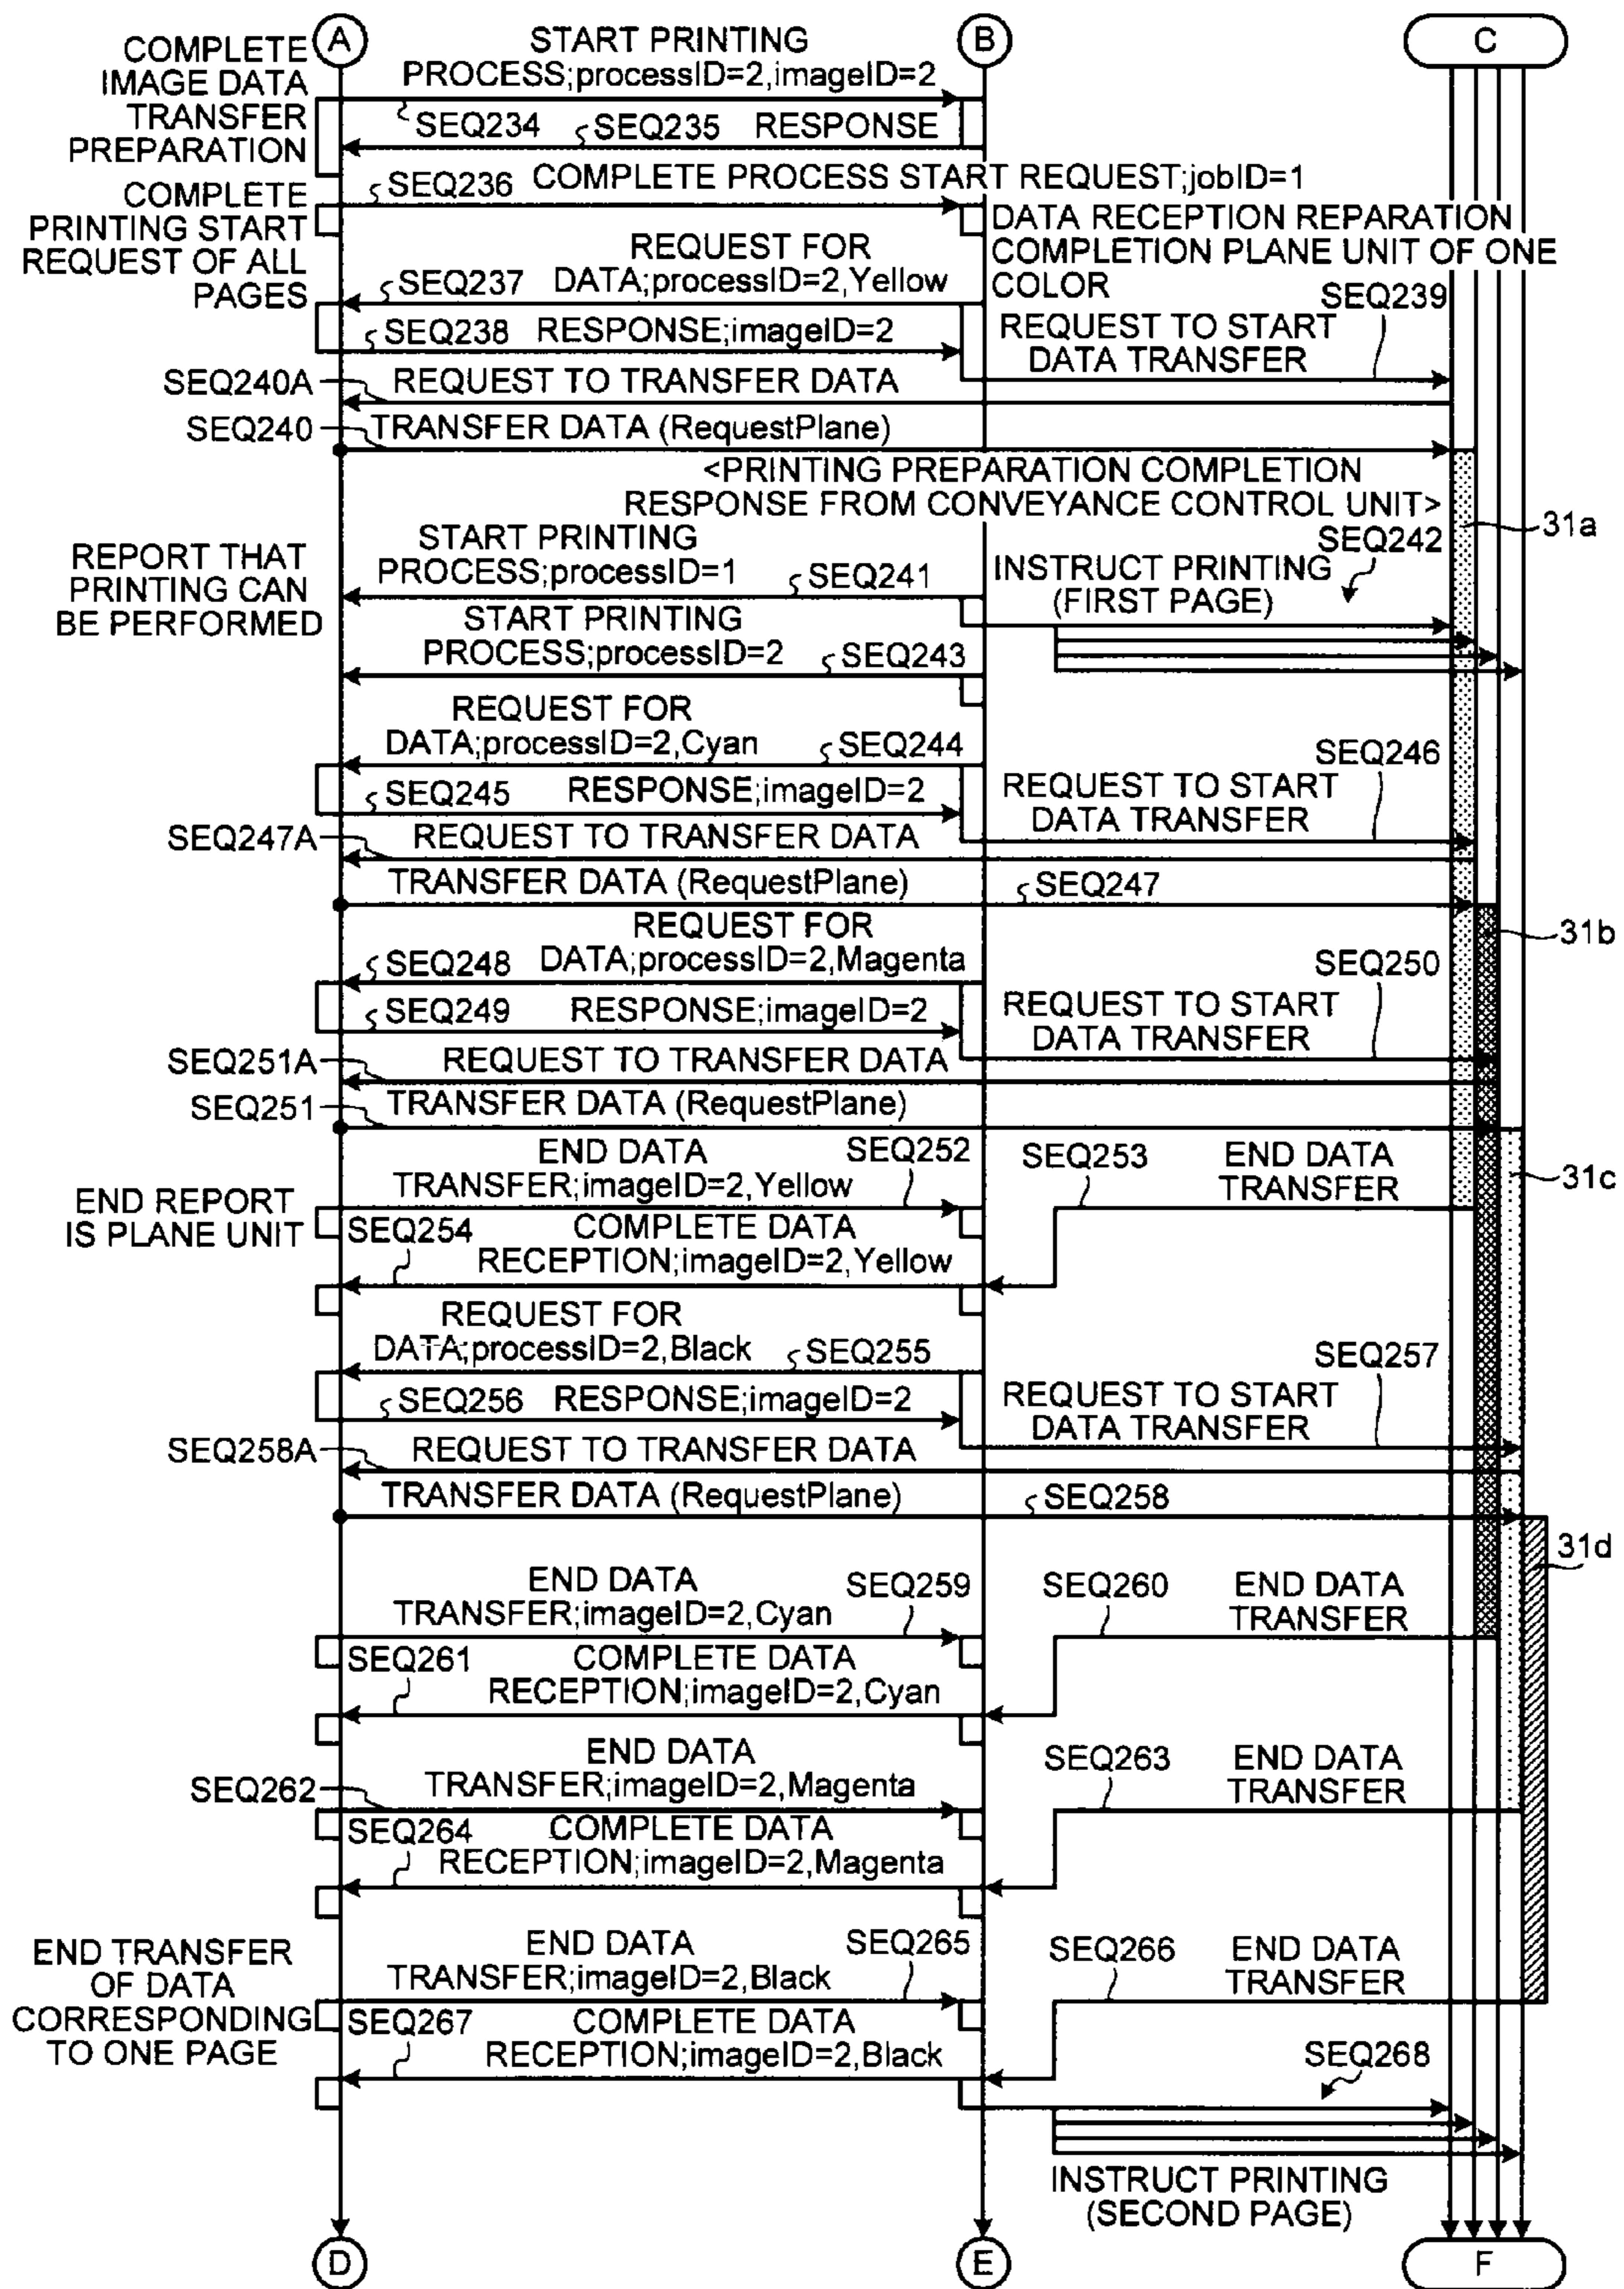 A
B
C
COMPLETE
IMAGE DATA
TRANSFER
PREPARATION
START PRINTING
PROCESS;processID=2,imageID=2
SEQ234
SEQ235
RESPONSE
COMPLETE
PRINTING START
REQUEST OF ALL
PAGES
SEQ236
COMPLETE PROCESS START REQUEST;jobID=1
DATA RECEPTION REPARATION
COMPLETION PLANE UNIT OF ONE
COLOR
REQUEST FOR
DATA;processID=2,Yellow
SEQ237
SEQ239
SEQ238
RESPONSE;imageID=2
REQUEST TO START
DATA TRANSFER
SEQ240A
REQUEST TO TRANSFER DATA
SEQ240
TRANSFER DATA (RequestPlane)
<PRINTING PREPARATION COMPLETION
RESPONSE FROM CONVEYANCE CONTROL UNIT>
31a
REPORT THAT
PRINTING CAN
BE PERFORMED
START PRINTING
PROCESS;processID=1
SEQ241
SEQ242
INSTRUCT PRINTING
(FIRST PAGE)
START PRINTING
PROCESS;processID=2
SEQ243
REQUEST FOR
DATA;processID=2,Cyan
SEQ244
SEQ246
SEQ245
RESPONSE;imageID=2
REQUEST TO START
DATA TRANSFER
SEQ247A
REQUEST TO TRANSFER DATA
TRANSFER DATA (RequestPlane)
SEQ247
31b
REQUEST FOR
DATA;processID=2,Magenta
SEQ248
SEQ250
SEQ249
RESPONSE;imageID=2
REQUEST TO START
DATA TRANSFER
SEQ251A
REQUEST TO TRANSFER DATA
SEQ251
TRANSFER DATA (RequestPlane)
END DATA
TRANSFER;imageID=2,Yellow
SEQ252
SEQ253
END DATA
TRANSFER
31c
END REPORT
IS PLANE UNIT
SEQ254
COMPLETE DATA
RECEPTION;imageID=2,Yellow
REQUEST FOR
DATA;processID=2,Black
SEQ255
SEQ257
SEQ256
RESPONSE;imageID=2
REQUEST TO START
DATA TRANSFER
SEQ258A
REQUEST TO TRANSFER DATA
TRANSFER DATA (RequestPlane)
SEQ258
31d
END DATA
TRANSFER;imageID=2,Cyan
SEQ259
SEQ260
END DATA
TRANSFER
SEQ261
COMPLETE DATA
RECEPTION;imageID=2,Cyan
END DATA
TRANSFER;imageID=2,Magenta
SEQ262
SEQ263
END DATA
TRANSFER
SEQ264
COMPLETE DATA
RECEPTION;imageID=2,Magenta
END TRANSFER
OF DATA
CORRESPONDING
TO ONE PAGE
END DATA
TRANSFER;imageID=2,Black
SEQ265
SEQ266
END DATA
TRANSFER
SEQ267
COMPLETE DATA
RECEPTION;imageID=2,Black
SEQ268
INSTRUCT PRINTING
(SECOND PAGE)
D
E
F